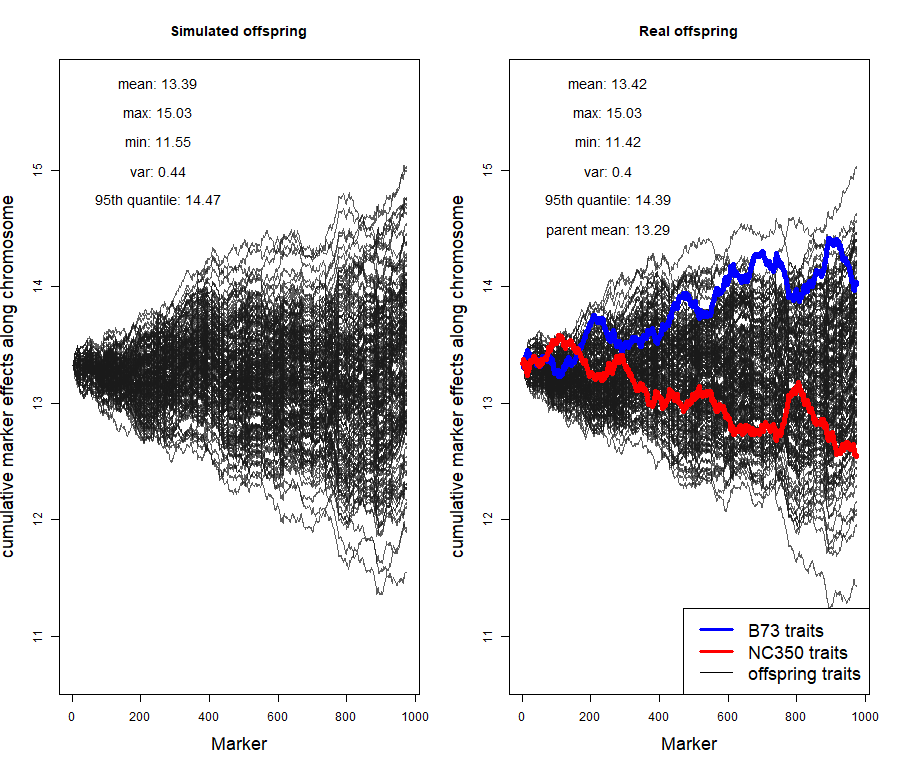 Simulated offspring
mean: 13.39
max: 15.03
min: 11.55
var: 0.44
95th quantile: 14.47
cumulative marker effects along chromosome
15
14
13
12
11
0 200 400 600 800 1000
Marker
Real offspring
mean: 13.42
max: 15.03
min: 11.42
var: 0.4
95th quantile: 14.39
parent mean: 13.29
cumulative marker effects along chromosome
15
14
13
12
11
B73 traits
NC350 traits
offspring traits
0 200 400 600 800 1000
Marker